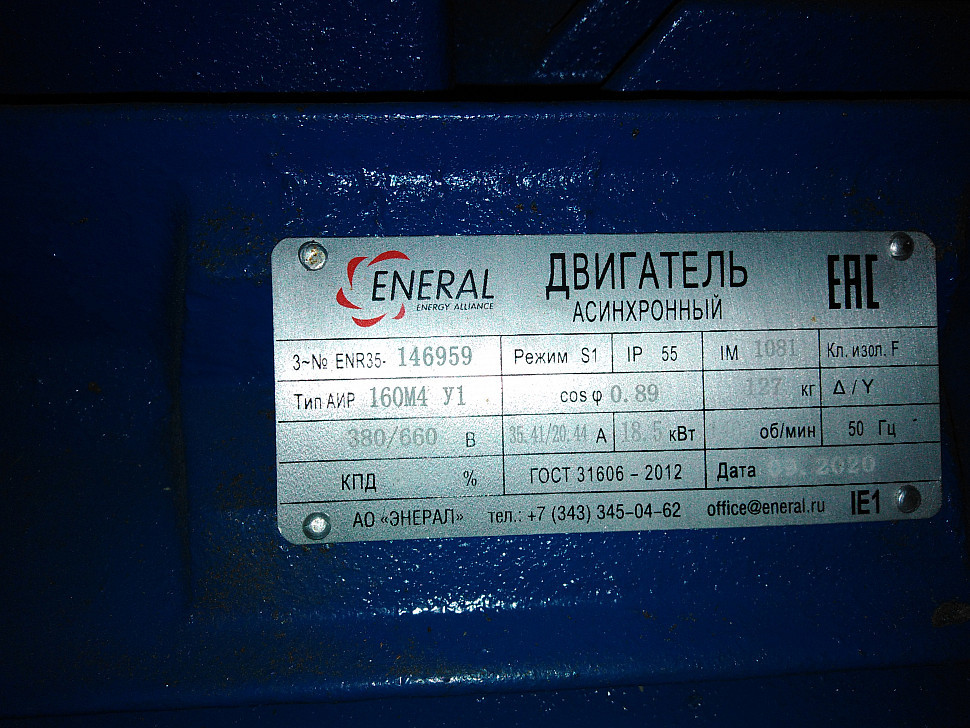 ENERAL
ENERGY ALLIANCE
ДВИГАТЕЛЬ
АСИНХРОННЫЙ
EAC
3~№ ENR35- 146959 Режим S1 IP 55 IM 1081 Кл. изол. F
Тип АИР 160М4 У1 cos φ 0.89 127 кг Δ / Y
380/660 В 35.41/20.44 А 18.5 кВт об/мин 50 Гц
КПД % ГОСТ 31606 – 2012 Дата 09.2020
АО «ЭНЕРАЛ» тел.: +7 (343) 345-04-62 office@eneral.ru IE1